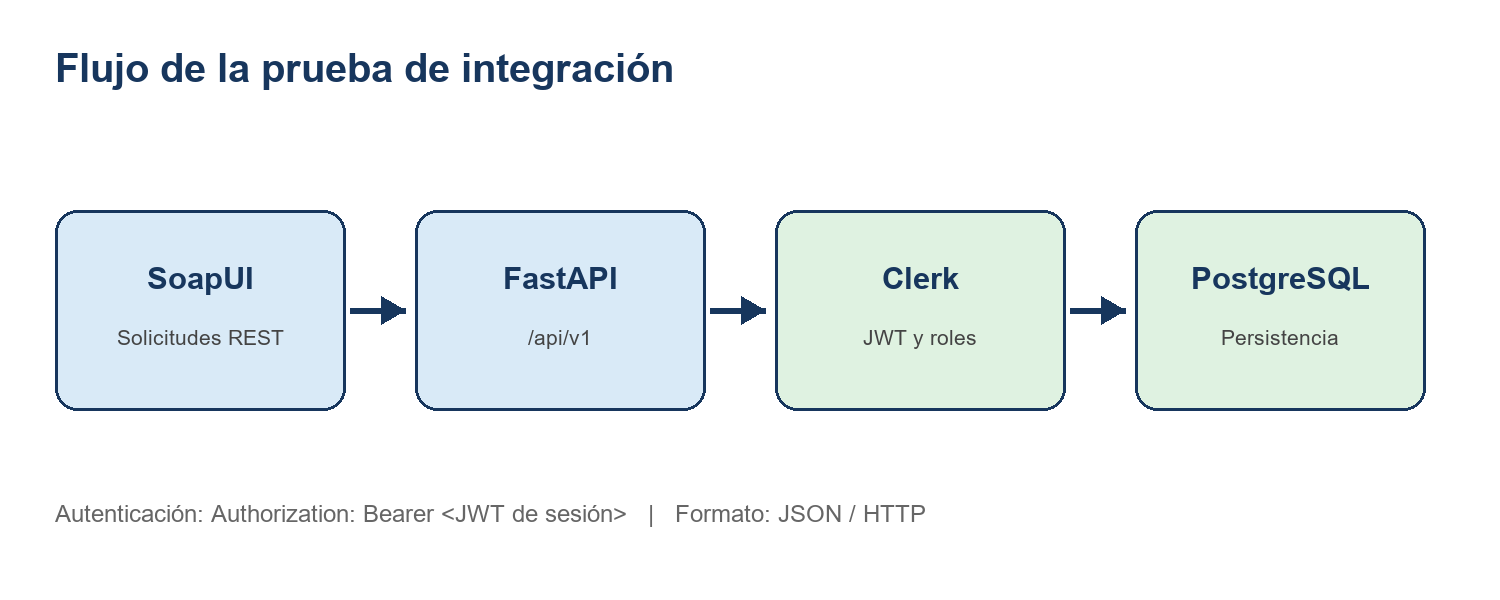 Flujo de la prueba de integración
SoapUI
Solicitudes REST
FastAPI
/api/v1
Clerk
JWT y roles
PostgreSQL
Persistencia
Autenticación: Authorization: Bearer <JWT de sesión>   |   Formato: JSON / HTTP